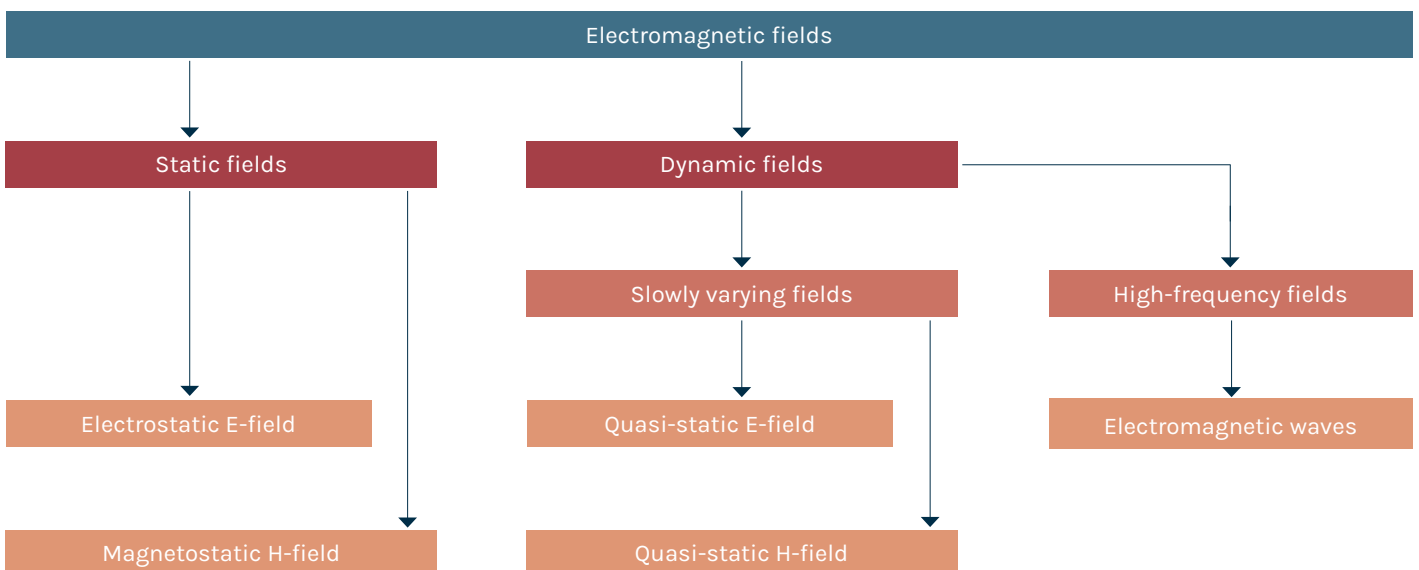 Electromagnetic fields
Static fields
Dynamic fields
Slowly varying fields
High-frequency fields
Electrostatic E-field
Quasi-static E-field
Electromagnetic waves
Magnetostatic H-field
Quasi-static H-field